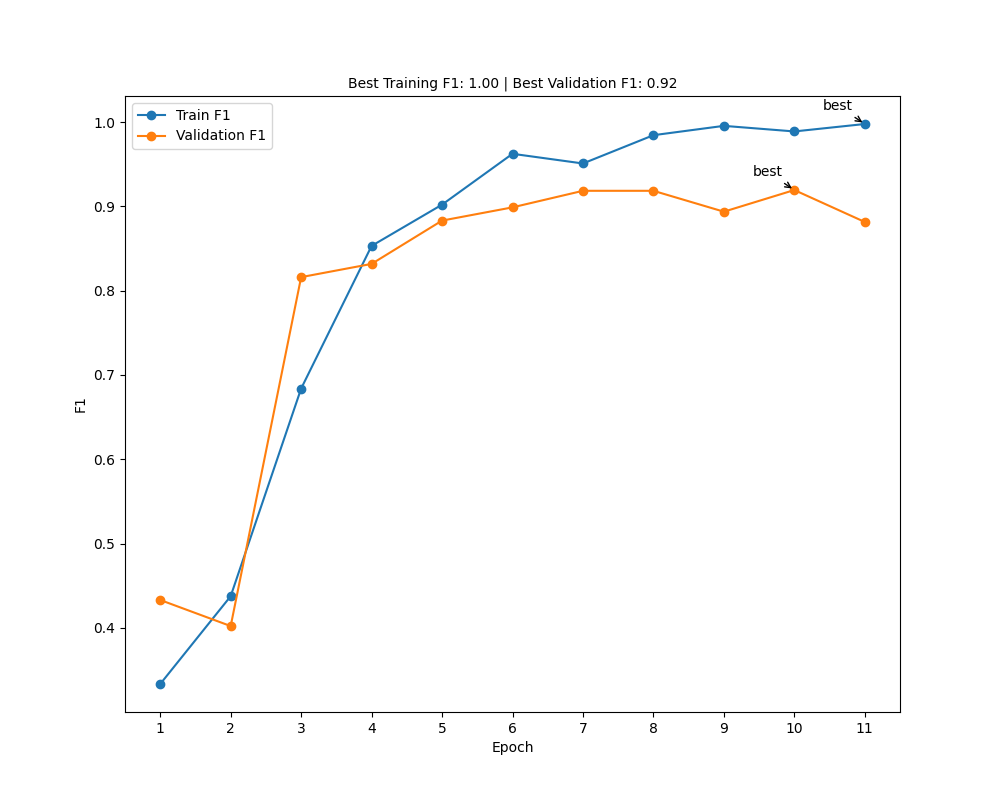 Best Training F1: 1.00 | Best Validation F1: 0.92
Train F1
Validation F1
best
best
1.0
0.9
0.8
0.7
0.6
0.5
0.4
F1
1 2 3 4 5 6 7 8 9 10 11
Epoch